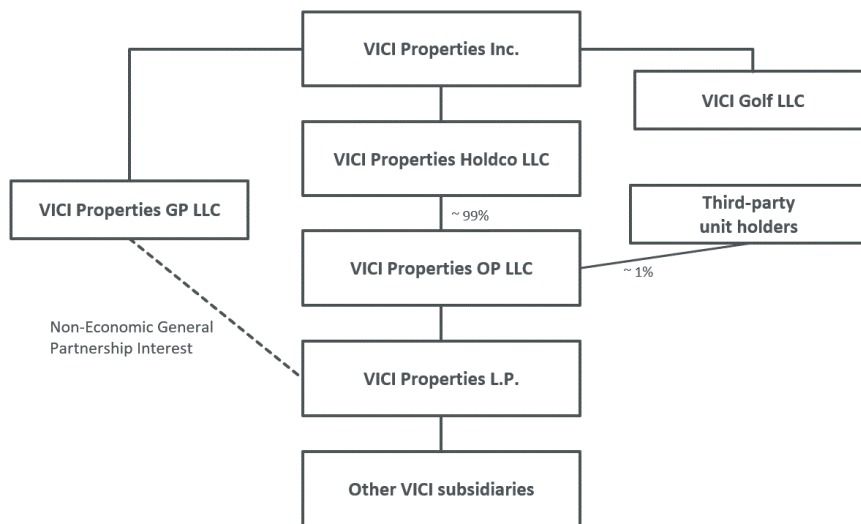 VICI Properties Inc.
VICI Golf LLC
VICI Properties Holdco LLC
VICI Properties GP LLC
~ 99%
Third-party
unit holders
VICI Properties OP LLC
~ 1%
Non-Economic General
Partnership Interest
VICI Properties L.P.
Other VICI subsidiaries